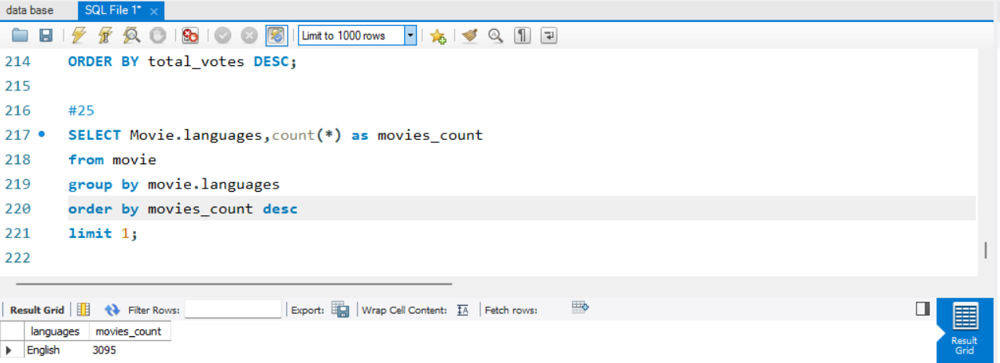 data base SQL File 1* ×
Limit to 1000 rows
214 ORDER BY total_votes DESC;
215
216 #25
217 SELECT Movie.languages,count(*) as movies_count
218 from movie
219 group by movie.languages
220 order by movies_count desc
221 limit 1;
222
Result Grid Filter Rows: Export: Wrap Cell Content: IA Fetch rows:
languages movies_count
English 3095
Result
Grid